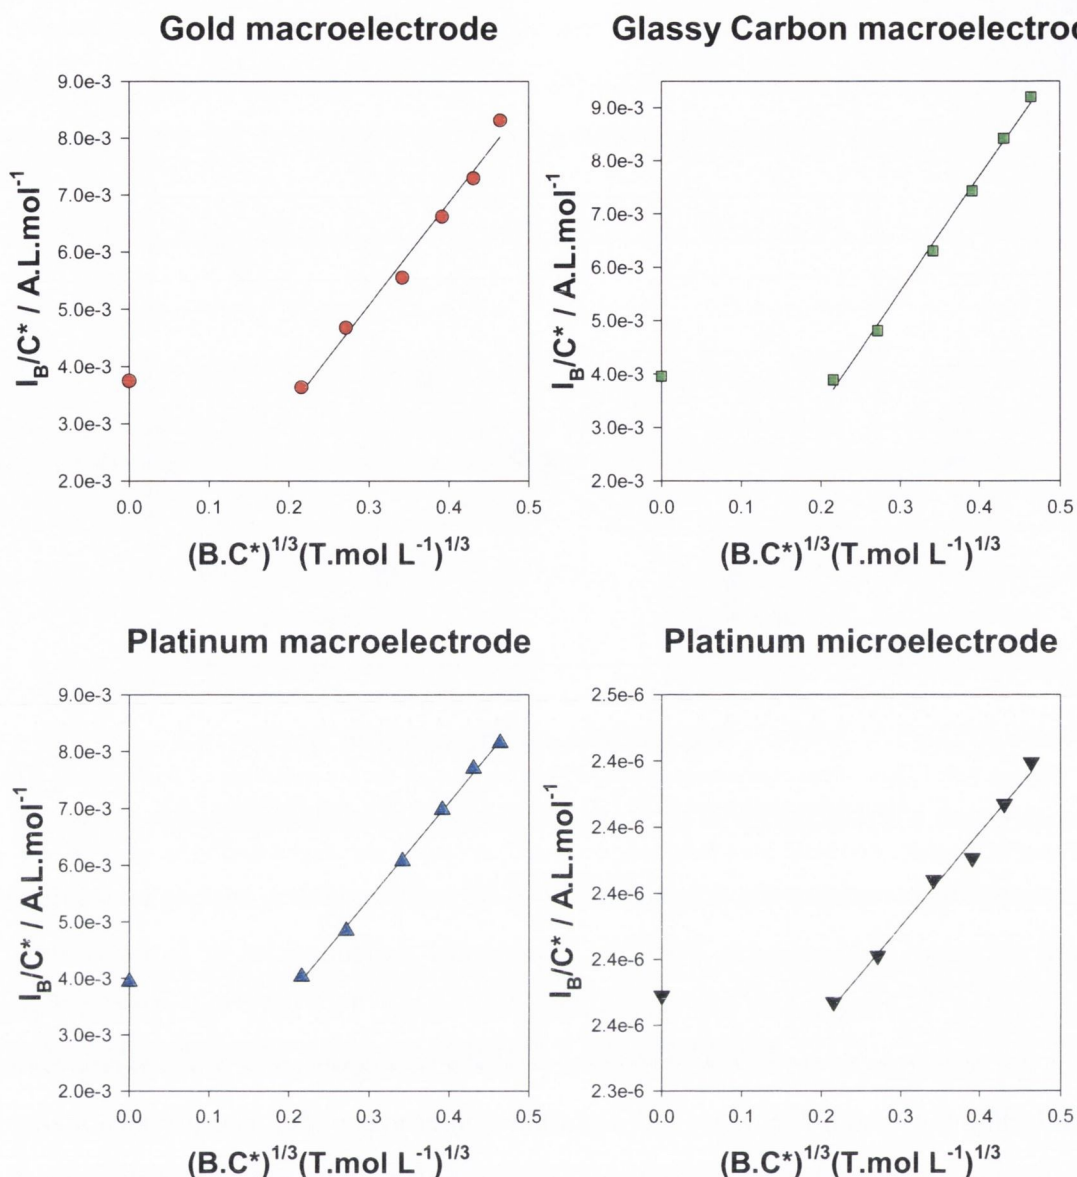 Gold macroelectrode
9.0e-3
8.0e-3
7.0e-3
6.0e-3
5.0e-3
4.0e-3
3.0e-3
2.0e-3
I_B/C* / A.L.mol⁻¹
0.0 0.1 0.2 0.3 0.4 0.5
(B.C*)^1/3(T.mol L⁻¹)^1/3
Glassy Carbon macroelectrod
9.0e-3
8.0e-3
7.0e-3
6.0e-3
5.0e-3
4.0e-3
3.0e-3
2.0e-3
I_B/C* / A.L.mol⁻¹
0.0 0.1 0.2 0.3 0.4 0.5
(B.C*)^1/3(T.mol L⁻¹)^1/3
Platinum macroelectrode
9.0e-3
8.0e-3
7.0e-3
6.0e-3
5.0e-3
4.0e-3
3.0e-3
2.0e-3
I_B/C* / A.L.mol⁻¹
0.0 0.1 0.2 0.3 0.4 0.5
(B.C*)^1/3(T.mol L⁻¹)^1/3
Platinum microelectrode
2.5e-6
2.4e-6
2.4e-6
2.4e-6
2.4e-6
2.4e-6
2.3e-6
I_B/C* / A.L.mol⁻¹
0.0 0.1 0.2 0.3 0.4 0.5
(B.C*)^1/3(T.mol L⁻¹)^1/3